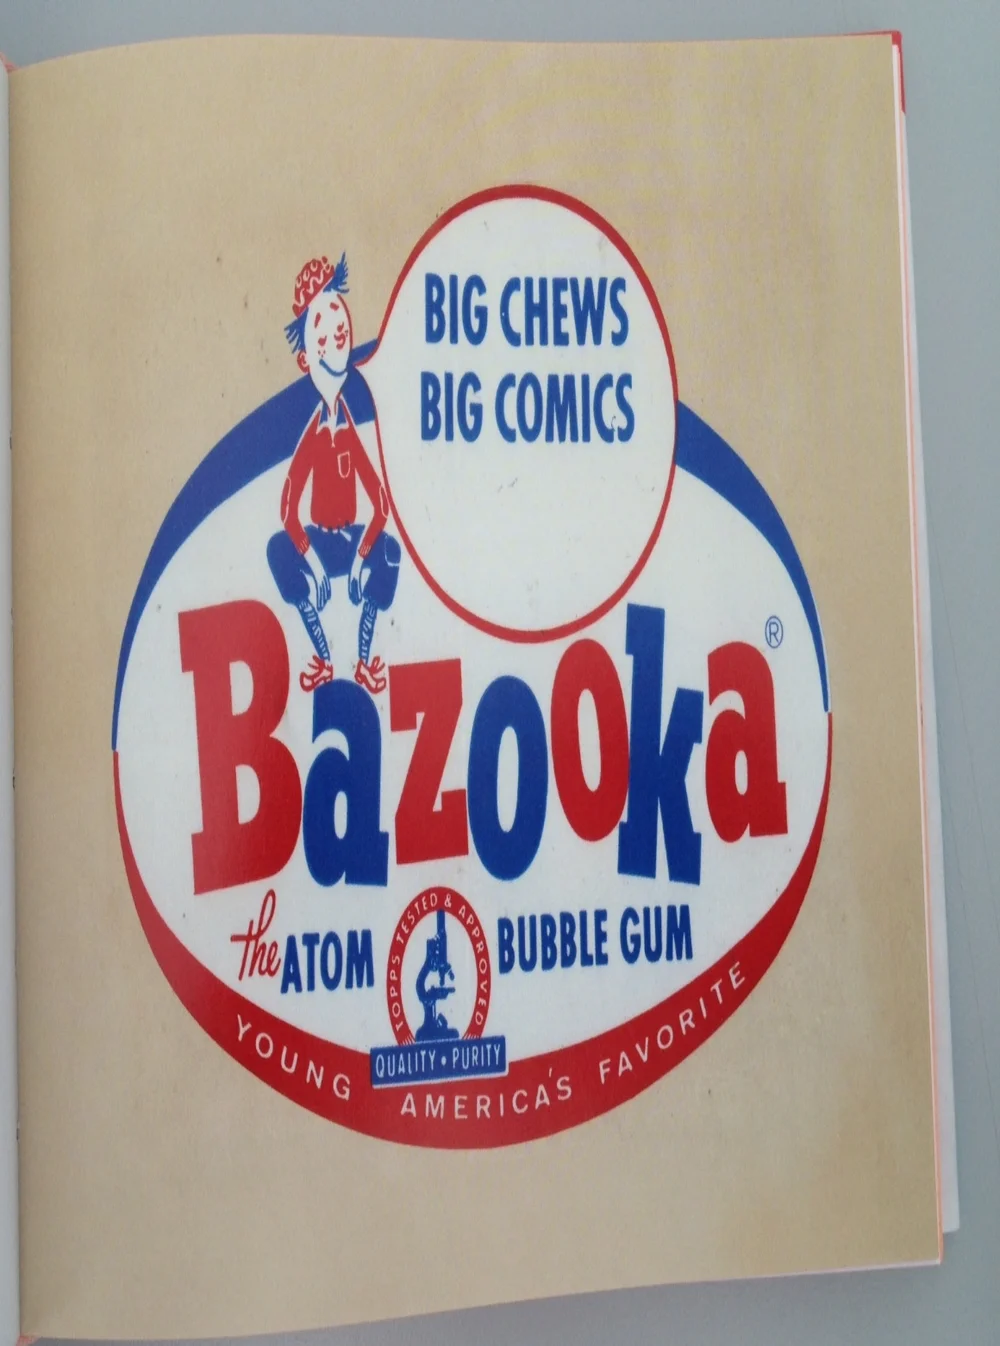 BIG CHEWS
BIG COMICS
Bazooka ®
the ATOM BUBBLE GUM
TOPPS TESTED & APPROVED
QUALITY • PURITY
YOUNG AMERICA'S FAVORITE